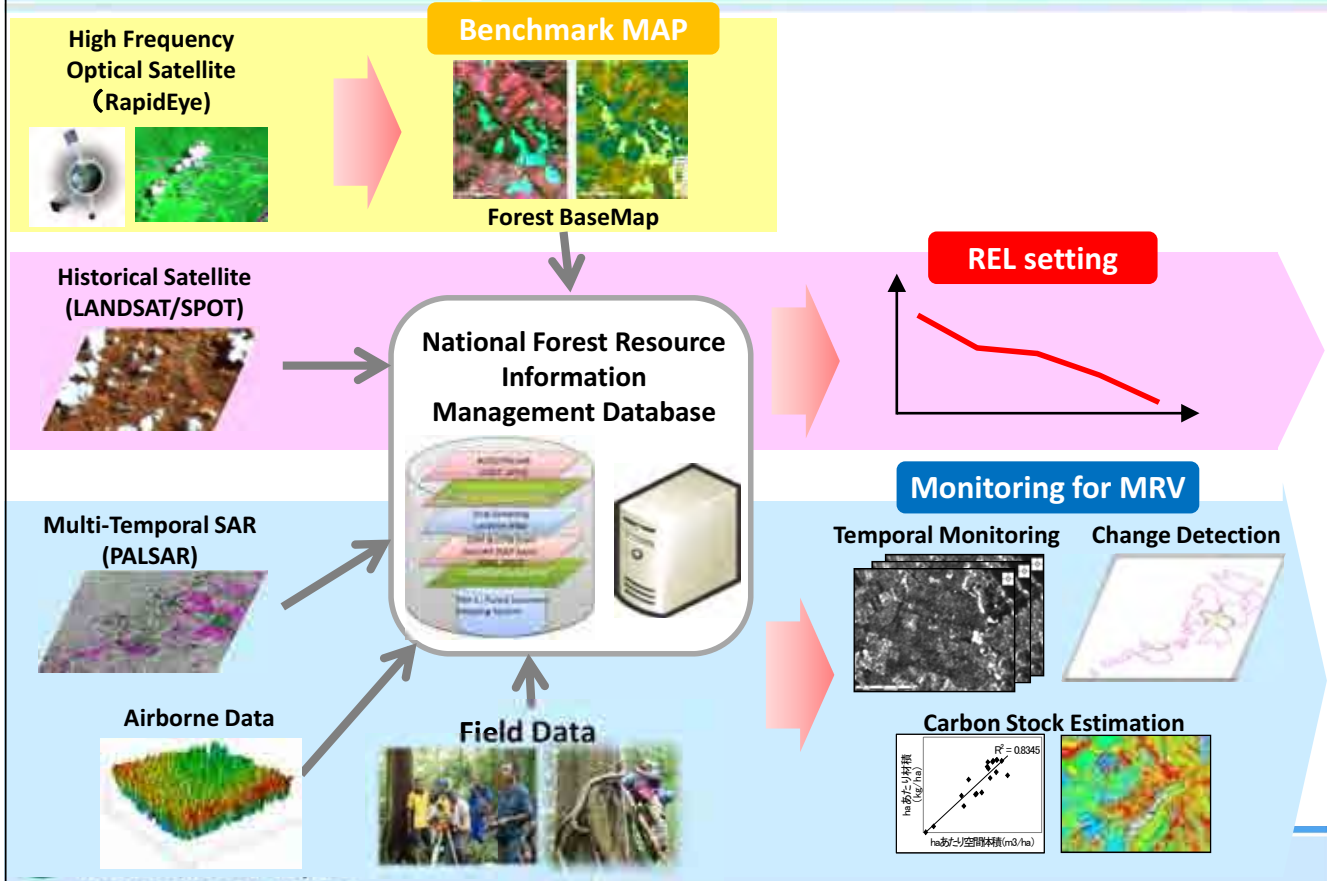 Benchmark MAP
High Frequency
Optical Satellite
（RapidEye)
Forest BaseMap
Historical Satellite
(LANDSAT/SPOT)
REL setting
National Forest Resource
Information
Management Database
Monitoring for MRV
Multi-Temporal SAR
(PALSAR)
Temporal Monitoring
Change Detection
Airborne Data
Field Data
Carbon Stock Estimation
R² = 0.8345
haあたり材積
(kg/ha)
haあたり空間体積(m3/ha)